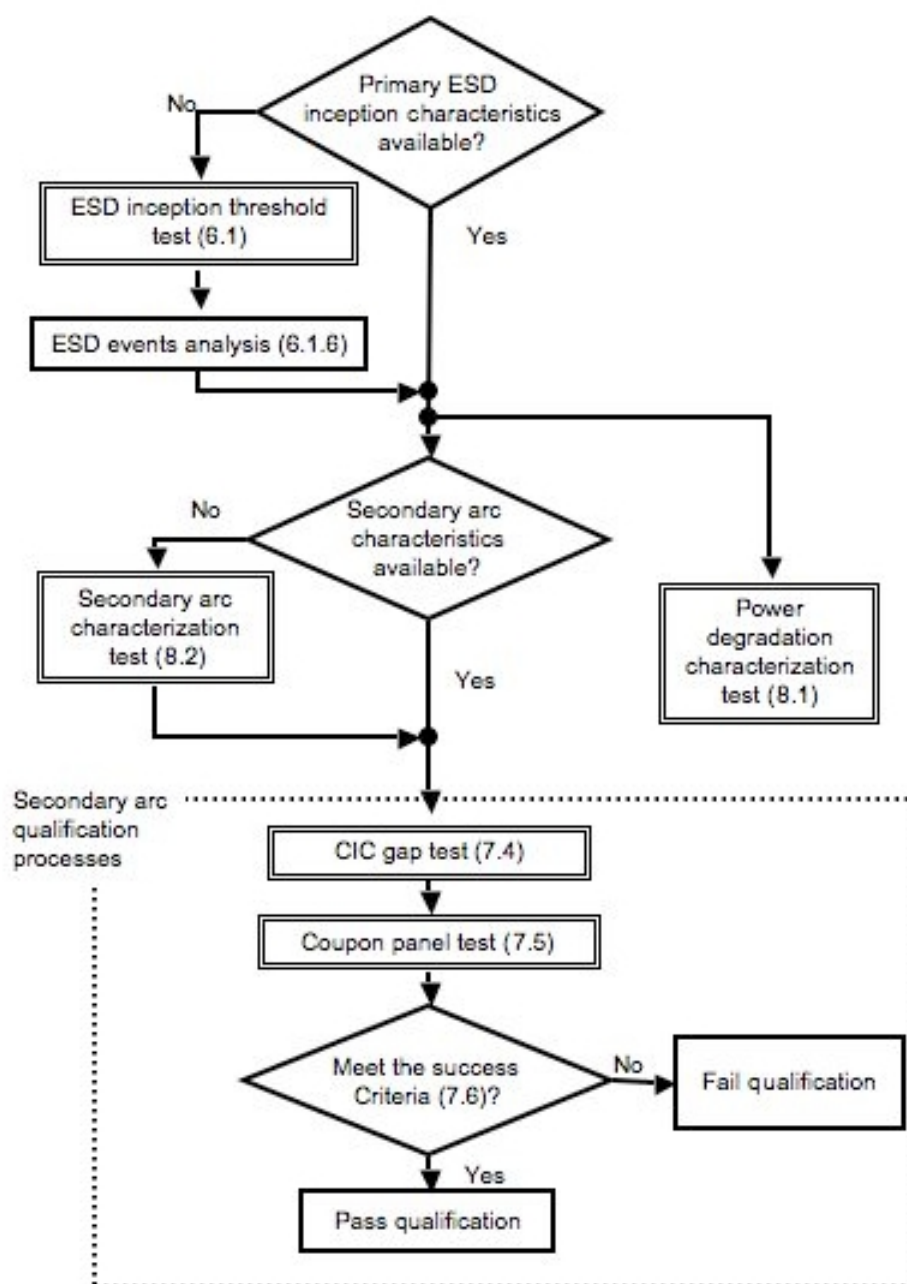 Primary ESD
inception characteristics
available?
No
Yes
ESD inception threshold
test (6.1)
ESD events analysis (6.1.6)
Secondary arc
characteristics
available?
No
Yes
Secondary arc
characterization
test (8.2)
Power
degradation
characterization
test (8.1)
Secondary arc
qualification
processes
CIC gap test (7.4)
Coupon panel test (7.5)
Meet the success
Criteria (7.6)?
No
Fail qualification
Yes
Pass qualification